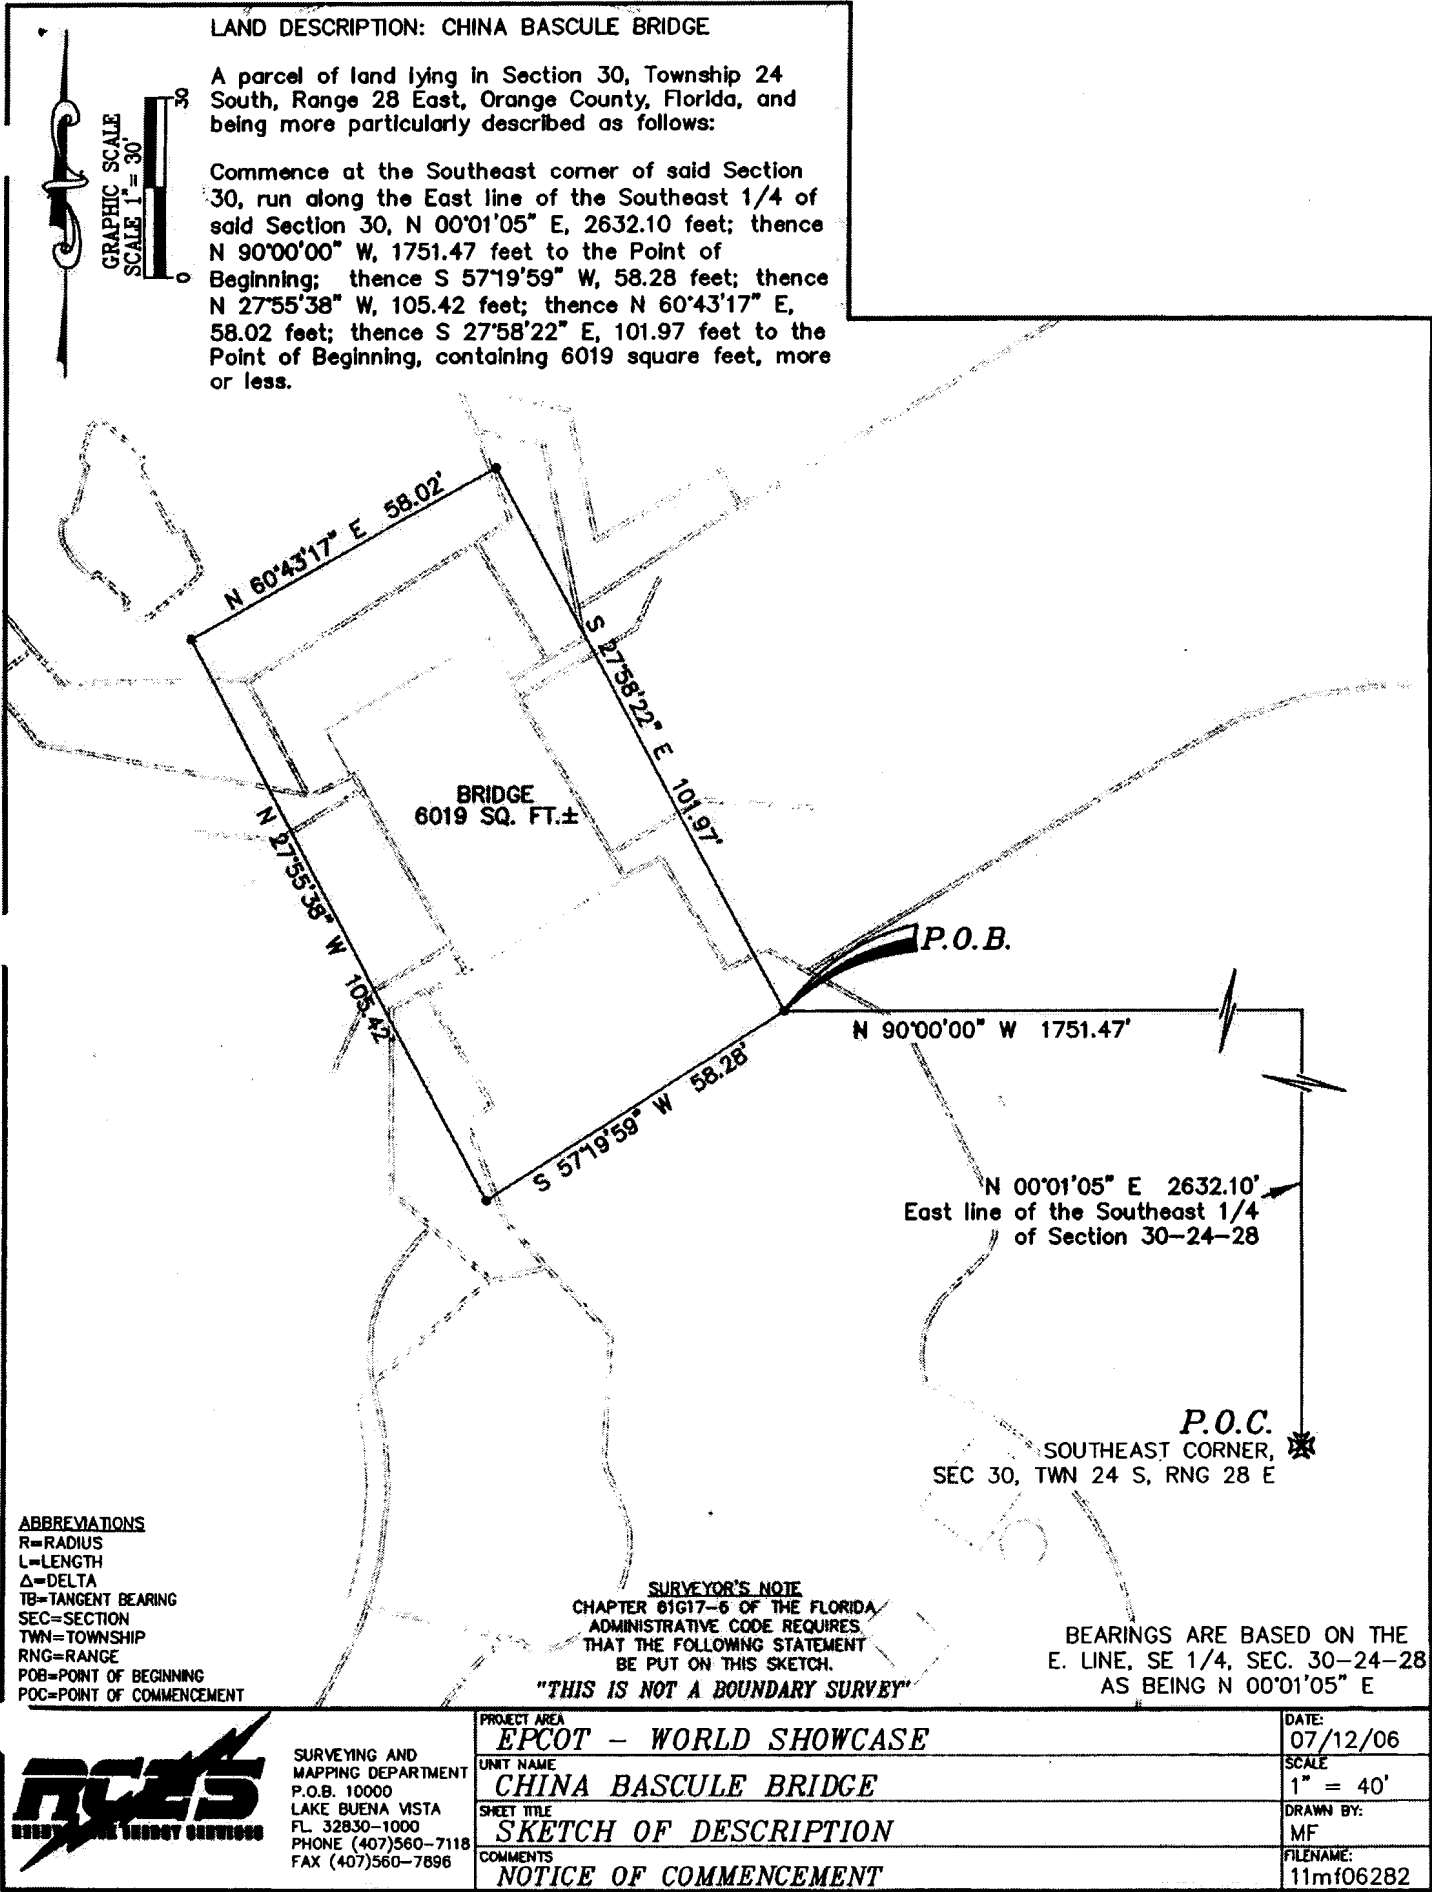 LAND DESCRIPTION: CHINA BASCULE BRIDGE
A parcel of land lying in Section 30, Township 24
South, Range 28 East, Orange County, Florida, and
being more particularly described as follows:
Commence at the Southeast corner of said Section
30, run along the East line of the Southeast 1/4 of
said Section 30, N 00°01'05" E, 2632.10 feet; thence
N 90°00'00" W, 1751.47 feet to the Point of
Beginning; thence S 57°19'59" W, 58.28 feet; thence
N 27°55'38" W, 105.42 feet; thence N 60°43'17" E,
58.02 feet; thence S 27°58'22" E, 101.97 feet to the
Point of Beginning, containing 6019 square feet, more
or less.
GRAPHIC SCALE
SCALE 1"= 30'
0
30
N 60°43'17" E 58.02'
S 27°58'22" E 101.97'
BRIDGE
6019 SQ. FT.±
N 27°55'38" W 105.42'
S 57°19'59" W 58.28'
P.O.B.
N 90°00'00" W 1751.47'
N 00°01'05" E 2632.10'
East line of the Southeast 1/4
of Section 30-24-28
P.O.C.
SOUTHEAST CORNER,
SEC 30, TWN 24 S, RNG 28 E
ABBREVIATIONS
R=RADIUS
L=LENGTH
Δ=DELTA
TB=TANGENT BEARING
SEC=SECTION
TWN=TOWNSHIP
RNG=RANGE
POB=POINT OF BEGINNING
POC=POINT OF COMMENCEMENT
SURVEYOR'S NOTE
CHAPTER 61G17-6 OF THE FLORIDA
ADMINISTRATIVE CODE REQUIRES
THAT THE FOLLOWING STATEMENT
BE PUT ON THIS SKETCH.
"THIS IS NOT A BOUNDARY SURVEY"
BEARINGS ARE BASED ON THE
E. LINE, SE 1/4, SEC. 30-24-28
AS BEING N 00°01'05" E
RCES
ENERGY SERVICES
SURVEYING AND
MAPPING DEPARTMENT
P.O.B. 10000
LAKE BUENA VISTA
FL. 32830-1000
PHONE (407)560-7118
FAX (407)560-7896
PROJECT AREA
EPCOT - WORLD SHOWCASE
UNIT NAME
CHINA BASCULE BRIDGE
SHEET TITLE
SKETCH OF DESCRIPTION
COMMENTS
NOTICE OF COMMENCEMENT
DATE:
07/12/06
SCALE
1" = 40'
DRAWN BY:
MF
FILENAME:
11mf06282